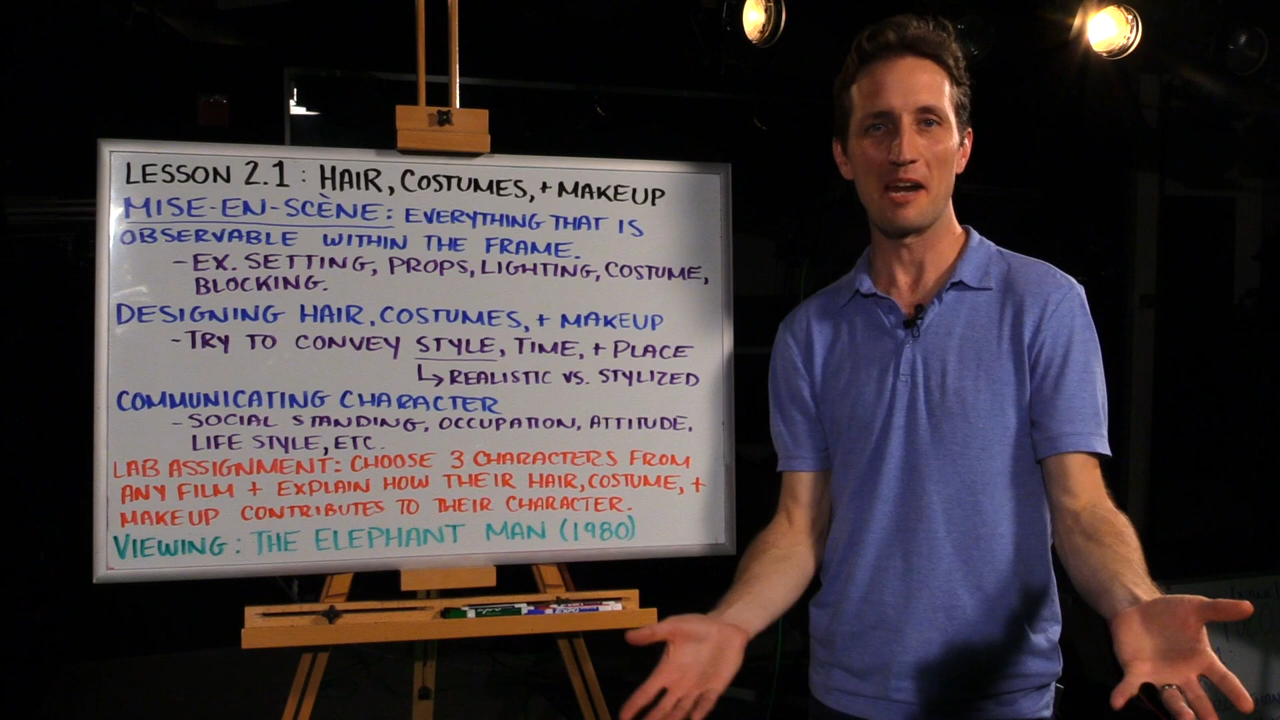 LESSON 2.1: HAIR, COSTUMES, + MAKEUP
MISE-EN-SCÈNE: EVERYTHING THAT IS
OBSERVABLE WITHIN THE FRAME.
- EX. SETTING, PROPS, LIGHTING, COSTUME,
BLOCKING.
DESIGNING HAIR, COSTUMES, + MAKEUP
- TRY TO CONVEY STYLE, TIME, + PLACE
↳ REALISTIC VS. STYLIZED
COMMUNICATING CHARACTER
- SOCIAL STANDING, OCCUPATION, ATTITUDE,
LIFE STYLE, ETC.
LAB ASSIGNMENT: CHOOSE 3 CHARACTERS FROM
ANY FILM + EXPLAIN HOW THEIR HAIR, COSTUME, +
MAKEUP CONTRIBUTES TO THEIR CHARACTER.
VIEWING: THE ELEPHANT MAN (1980)